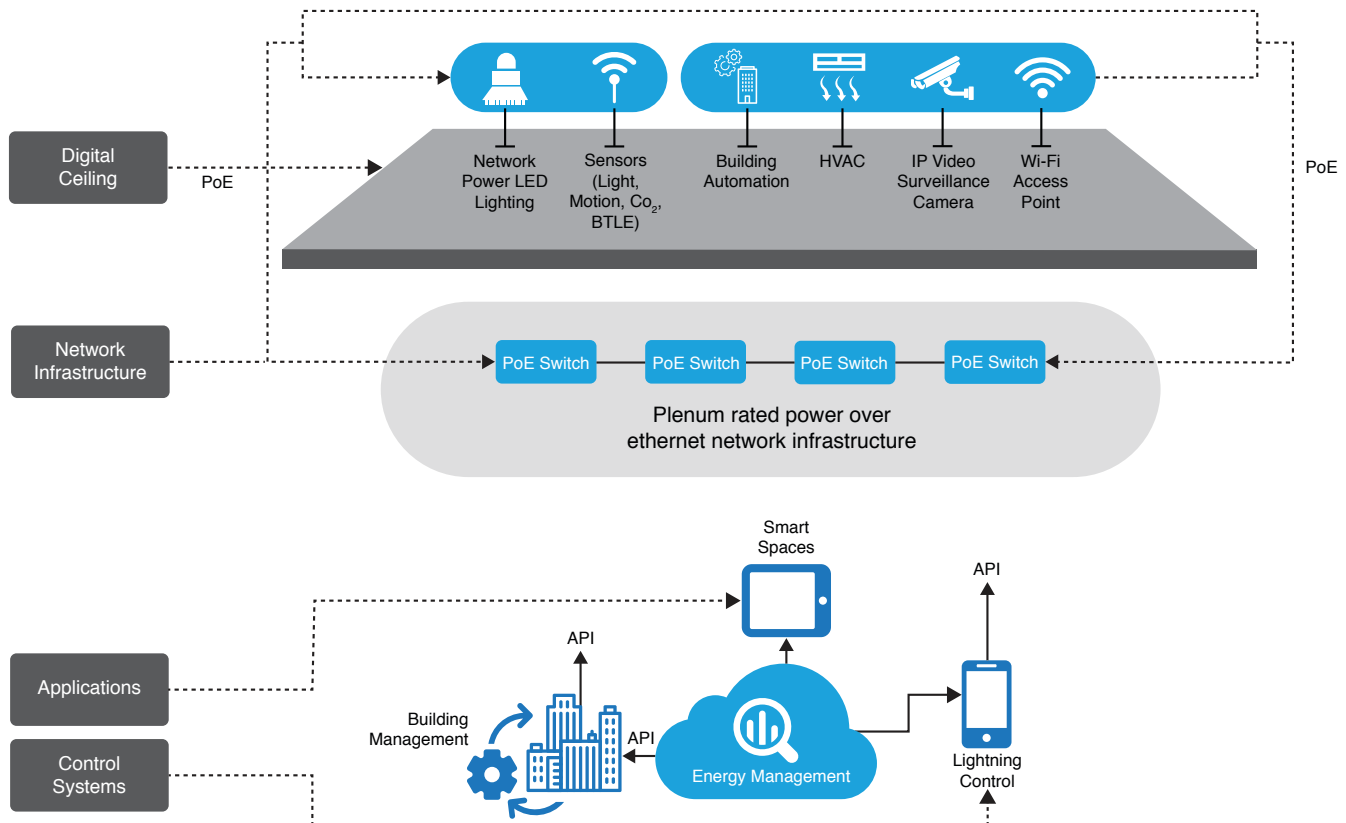 Digital
Ceiling
PoE
Network
Power LED
Lighting
Sensors
(Light,
Motion, Co₂,
BTLE)
Building
Automation
HVAC
IP Video
Surveillance
Camera
Wi-Fi
Access
Point
PoE
Network
Infrastructure
PoE Switch
PoE Switch
PoE Switch
PoE Switch
Plenum rated power over
ethernet network infrastructure
Smart
Spaces
API
API
Applications
Building
Management
API
Energy Management
Lightning
Control
Control
Systems